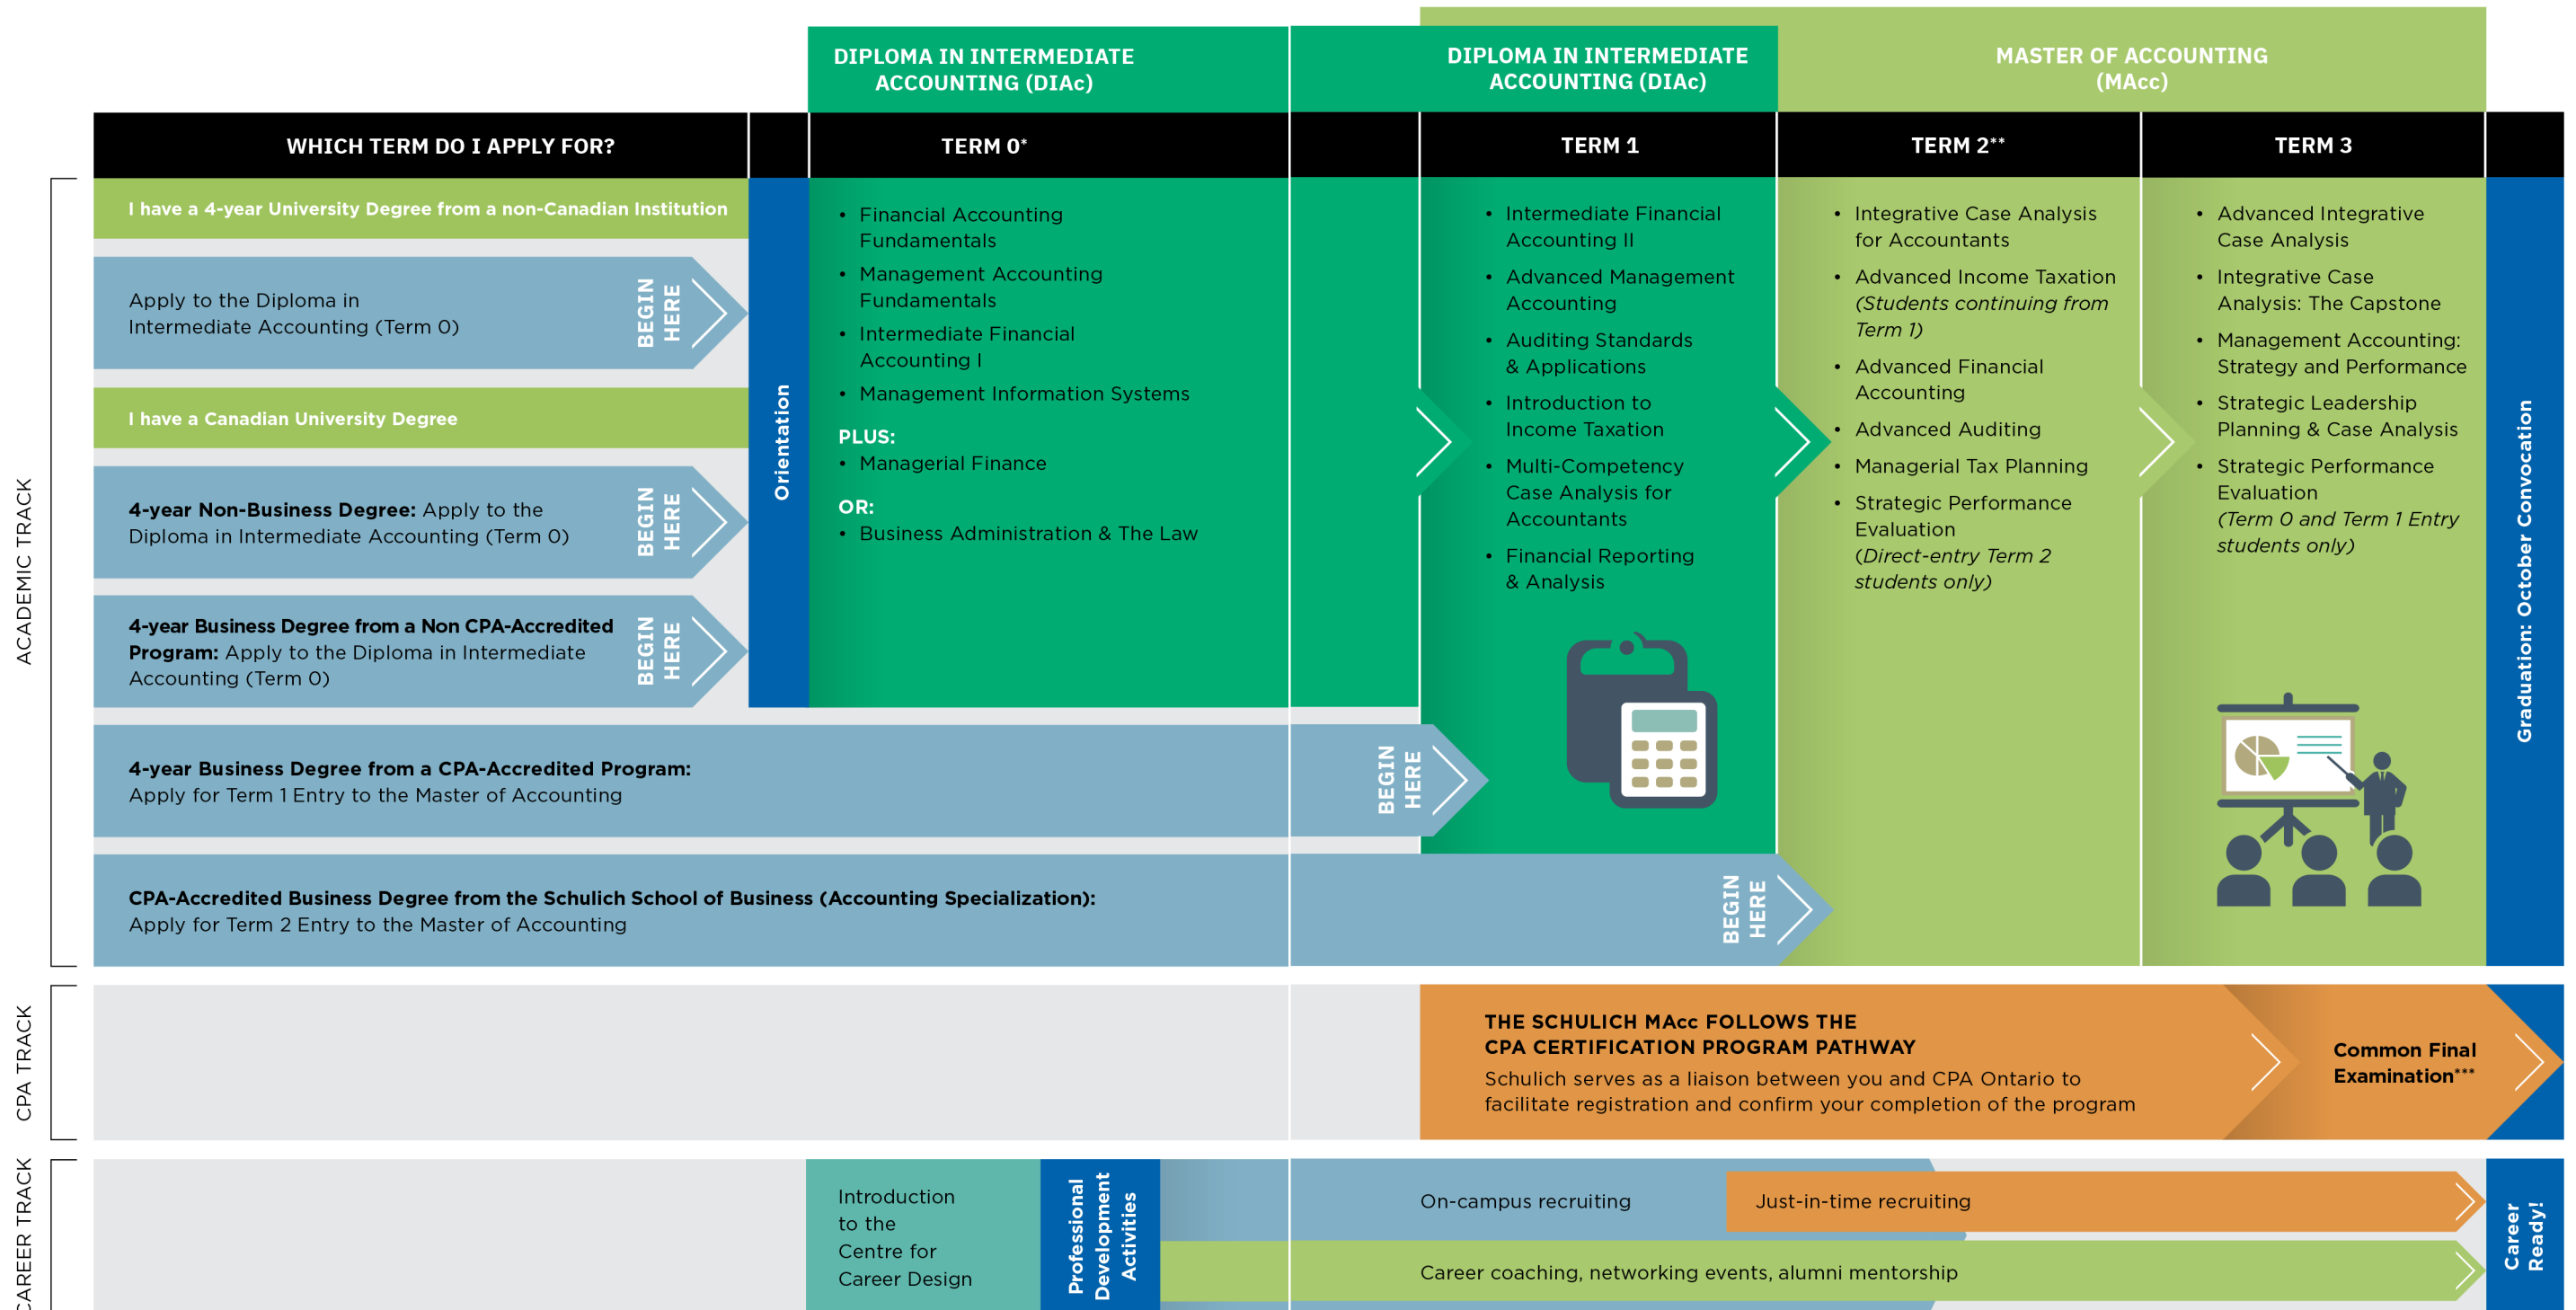 DIPLOMA IN INTERMEDIATE
ACCOUNTING (DIAc)
DIPLOMA IN INTERMEDIATE
ACCOUNTING (DIAc)
MASTER OF ACCOUNTING
(MAcc)
WHICH TERM DO I APPLY FOR?
TERM 0*
TERM 1
TERM 2**
TERM 3
ACADEMIC TRACK
I have a 4-year University Degree from a non-Canadian Institution
Apply to the Diploma in
Intermediate Accounting (Term 0)
BEGIN
HERE
I have a Canadian University Degree
4-year Non-Business Degree: Apply to the
Diploma in Intermediate Accounting (Term 0)
BEGIN
HERE
4-year Business Degree from a Non CPA-Accredited
Program: Apply to the Diploma in Intermediate
Accounting (Term 0)
BEGIN
HERE
4-year Business Degree from a CPA-Accredited Program:
Apply for Term 1 Entry to the Master of Accounting
BEGIN
HERE
CPA-Accredited Business Degree from the Schulich School of Business (Accounting Specialization):
Apply for Term 2 Entry to the Master of Accounting
BEGIN
HERE
Orientation
• Financial Accounting
Fundamentals
• Management Accounting
Fundamentals
• Intermediate Financial
Accounting I
• Management Information Systems
PLUS:
• Managerial Finance
OR:
• Business Administration & The Law
• Intermediate Financial
Accounting II
• Advanced Management
Accounting
• Auditing Standards
& Applications
• Introduction to
Income Taxation
• Multi-Competency
Case Analysis for
Accountants
• Financial Reporting
& Analysis
• Integrative Case Analysis
for Accountants
• Advanced Income Taxation
(Students continuing from
Term 1)
• Advanced Financial
Accounting
• Advanced Auditing
• Managerial Tax Planning
• Strategic Performance
Evaluation
(Direct-entry Term 2
students only)
• Advanced Integrative
Case Analysis
• Integrative Case
Analysis: The Capstone
• Management Accounting:
Strategy and Performance
• Strategic Leadership
Planning & Case Analysis
• Strategic Performance
Evaluation
(Term 0 and Term 1 Entry
students only)
Graduation: October Convocation
CPA TRACK
THE SCHULICH MAcc FOLLOWS THE
CPA CERTIFICATION PROGRAM PATHWAY
Schulich serves as a liaison between you and CPA Ontario to
facilitate registration and confirm your completion of the program
Common Final
Examination***
CAREER TRACK
Introduction
to the
Centre for
Career Design
Professional
Development
Activities
On-campus recruiting
Just-in-time recruiting
Career coaching, networking events, alumni mentorship
Career
Ready!